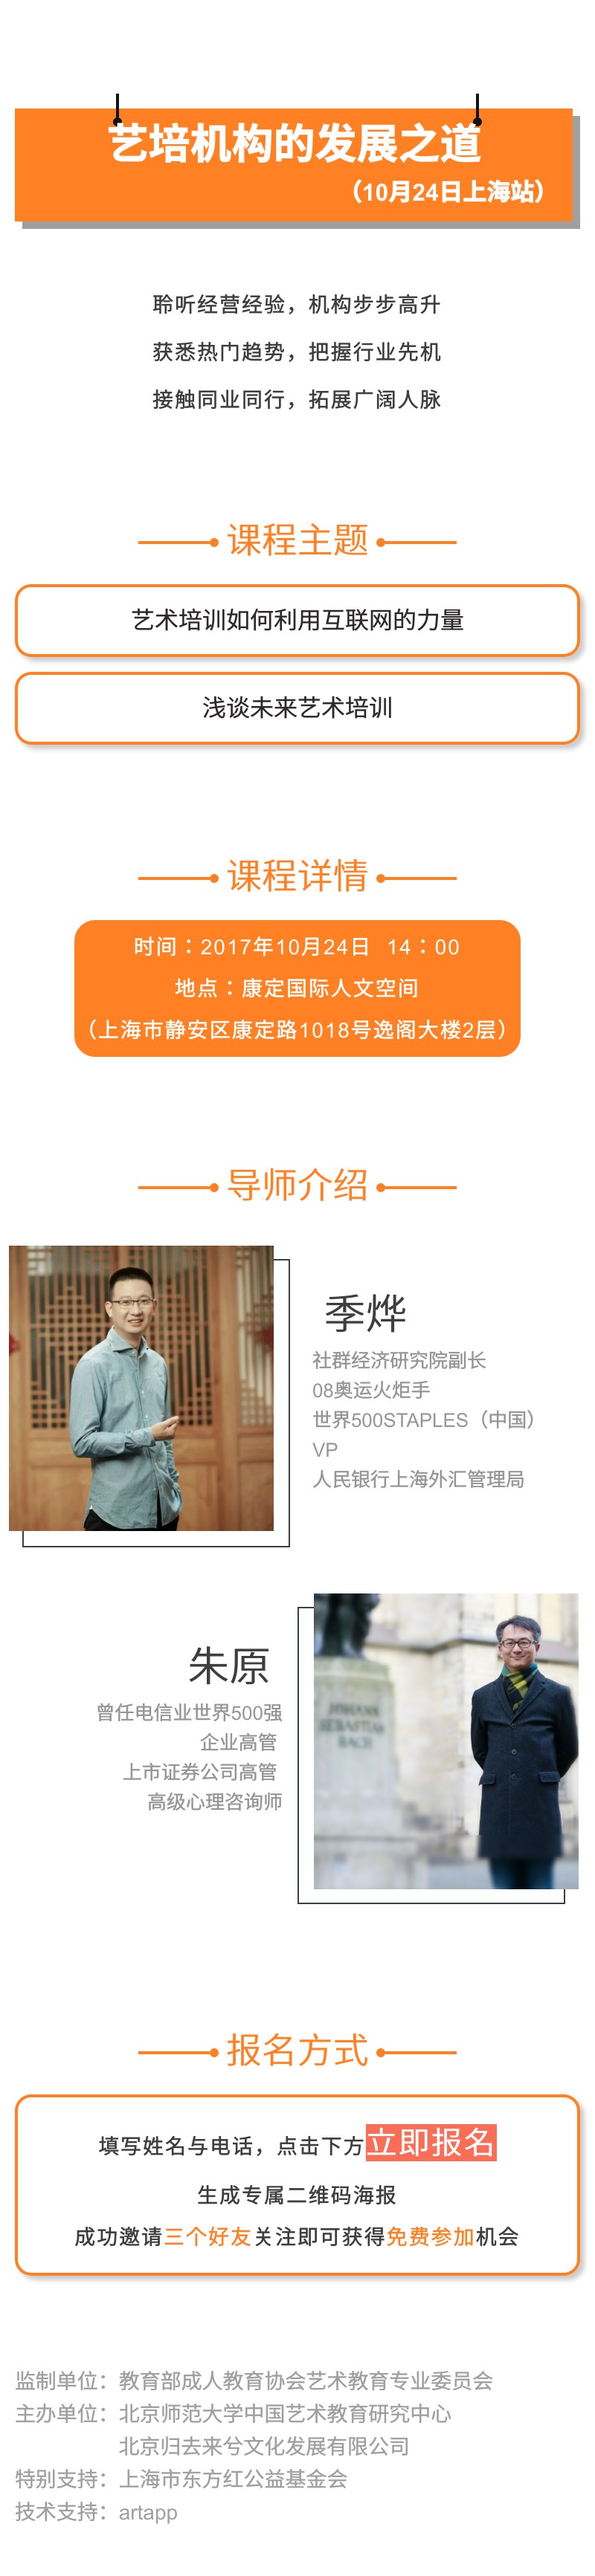 艺培机构的发展之道
（10月24日上海站）
聆听经营经验，机构步步高升
获悉热门趋势，把握行业先机
接触同业同行，拓展广阔人脉
课程主题
艺术培训如何利用互联网的力量
浅谈未来艺术培训
课程详情
时间：2017年10月24日 14：00
地点：康定国际人文空间
（上海市静安区康定路1018号逸阁大楼2层）
导师介绍
季烨
社群经济研究院副长
08奥运火炬手
世界500STAPLES（中国）
VP
人民银行上海外汇管理局
朱原
曾任电信业世界500强
企业高管
上市证券公司高管
高级心理咨询师
JOHANN
SEBASTIAN
BACH
报名方式
填写姓名与电话，点击下方立即报名
生成专属二维码海报
成功邀请三个好友关注即可获得免费参加机会
监制单位：教育部成人教育协会艺术教育专业委员会
主办单位：北京师范大学中国艺术教育研究中心
北京归去来兮文化发展有限公司
特别支持：上海市东方红公益基金会
技术支持：artapp